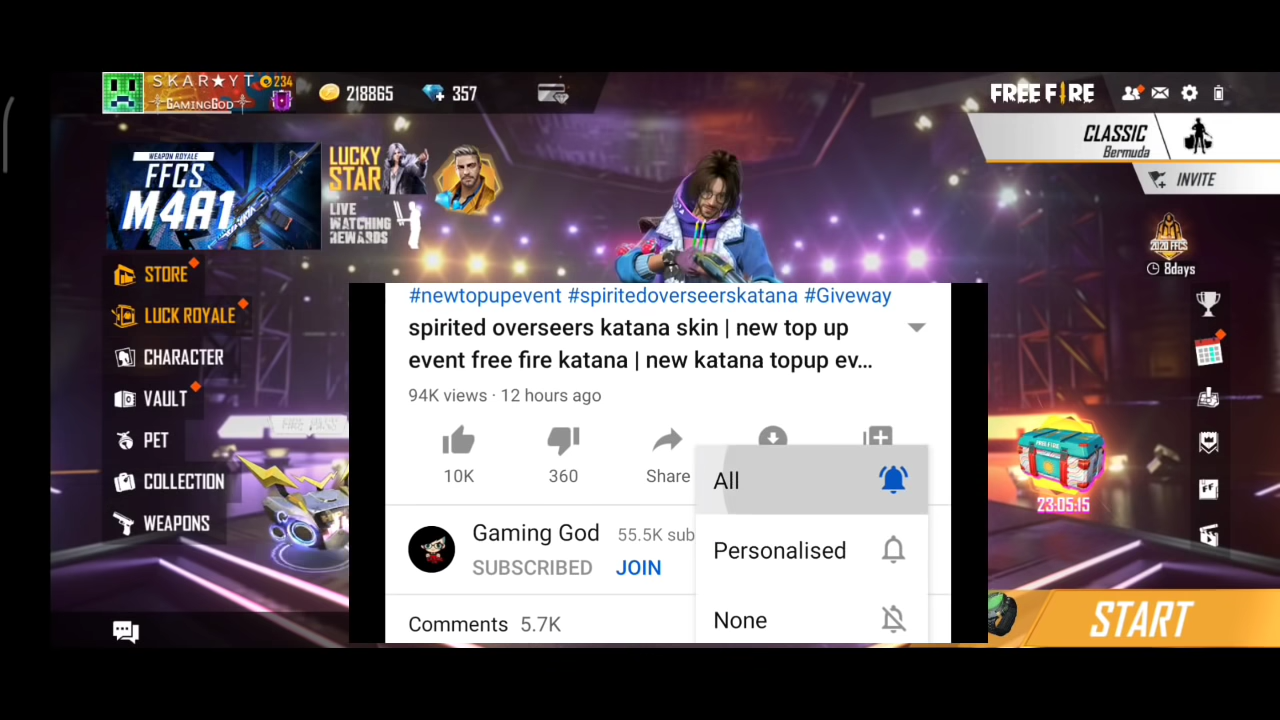 SKAR★YT
234
GAMINGGOD
218865
357
FREE FIRE
CLASSIC
Bermuda
INVITE
WEAPON ROYALE
FFCS
M4A1
LUCKY
STAR
LIVE
WATCHING
REWARDS
2020 FFCS
8days
STORE
LUCK ROYALE
CHARACTER
VAULT
PET
COLLECTION
WEAPONS
FIRE PASS
#newtopupevent #spiritedoverseerskatana #Giveway
spirited overseers katana skin | new top up
event free fire katana | new katana topup ev...
94K views · 12 hours ago
10K
360
Share
All
Personalised
None
Gaming God 55.5K sub
SUBSCRIBED JOIN
Comments 5.7K
FF
23:05:15
START